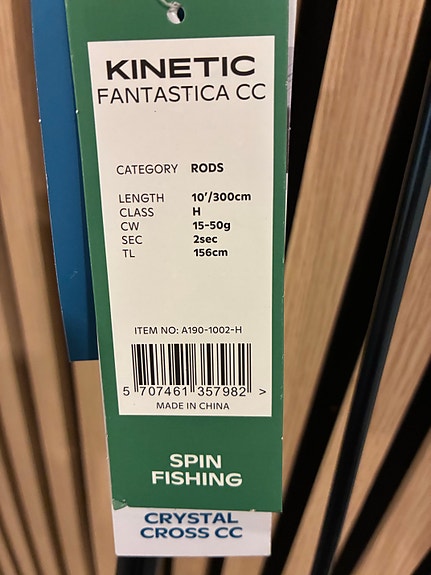 KINETIC
FANTASTICA CC
CATEGORY RODS
LENGTH 10'/300cm
CLASS H
CW 15-50g
SEC 2sec
TL 156cm
ITEM NO: A190-1002-H
5 707461 357982 >
MADE IN CHINA
SPIN
FISHING
CRYSTAL
CROSS CC